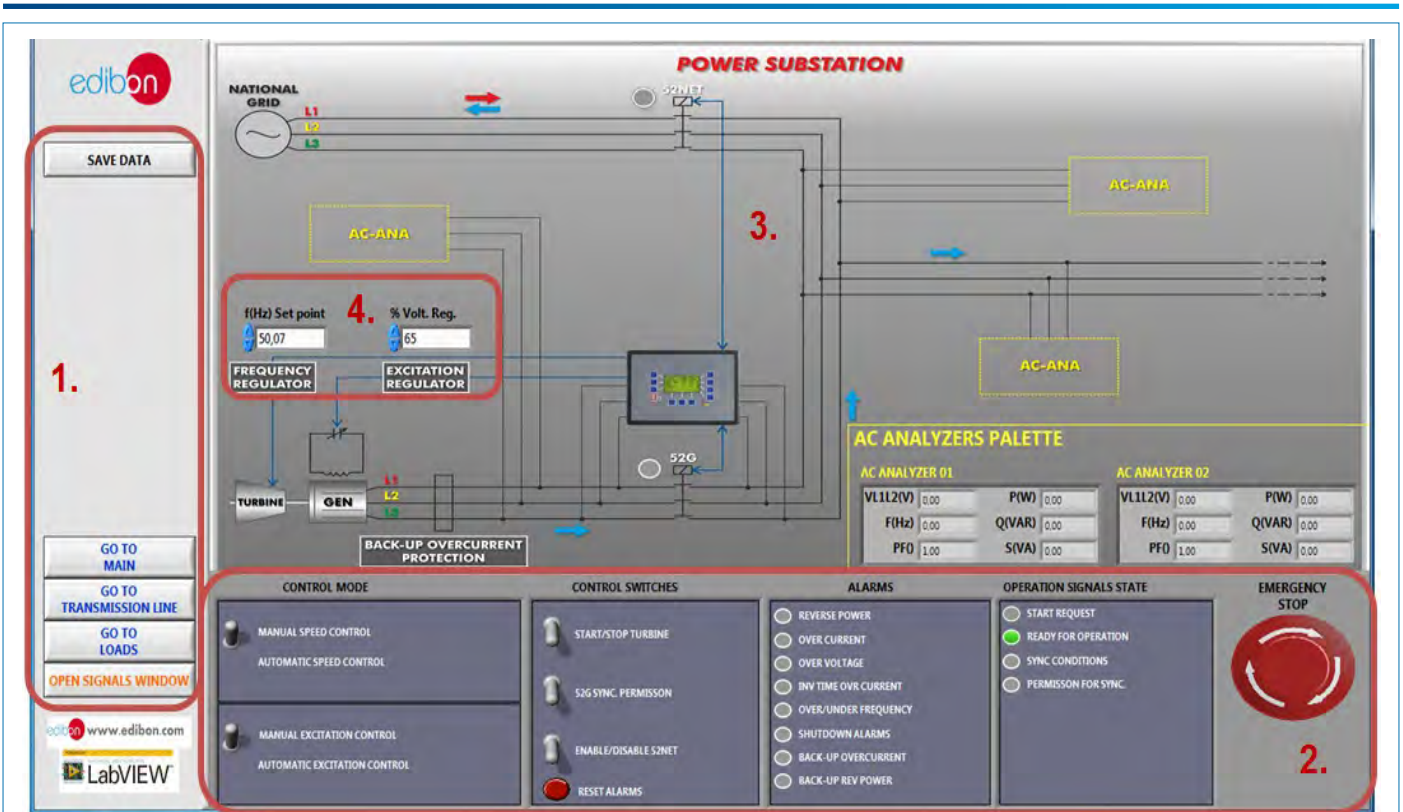 edibon
POWER SUBSTATION
NATIONAL
GRID
52NET
L1
L2
L3
SAVE DATA
AC-ANA
AC-ANA
3.
f(Hz) Set point
4.
% Volt. Reg.
50,07
65
FREQUENCY
REGULATOR
EXCITATION
REGULATOR
1.
AC-ANA
AC ANALYZERS PALETTE
52G
AC ANALYZER 01
AC ANALYZER 02
VL1L2(V) 0.00 P(W) 0.00
VL1L2(V) 0.00 P(W) 0.00
F(Hz) 0.00 Q(VAR) 0.00
F(Hz) 0.00 Q(VAR) 0.00
PF() 1.00 S(VA) 0.00
PF() 1.00 S(VA) 0.00
TURBINE
GEN
L1
L2
L3
BACK-UP OVERCURRENT
PROTECTION
GO TO
MAIN
GO TO
TRANSMISSION LINE
GO TO
LOADS
OPEN SIGNALS WINDOW
edibon www.edibon.com
LabVIEW
CONTROL MODE
MANUAL SPEED CONTROL
AUTOMATIC SPEED CONTROL
MANUAL EXCITATION CONTROL
AUTOMATIC EXCITATION CONTROL
CONTROL SWITCHES
START/STOP TURBINE
52G SYNC. PERMISSON
ENABLE/DISABLE 52NET
RESET ALARMS
ALARMS
REVERSE POWER
OVER CURRENT
OVER VOLTAGE
INV TIME OVR CURRENT
OVER/UNDER FREQUENCY
SHUTDOWN ALARMS
BACK-UP OVERCURRENT
BACK-UP REV POWER
OPERATION SIGNALS STATE
START REQUEST
READY FOR OPERATION
SYNC CONDITIONS
PERMISSON FOR SYNC.
EMERGENCY
STOP
2.